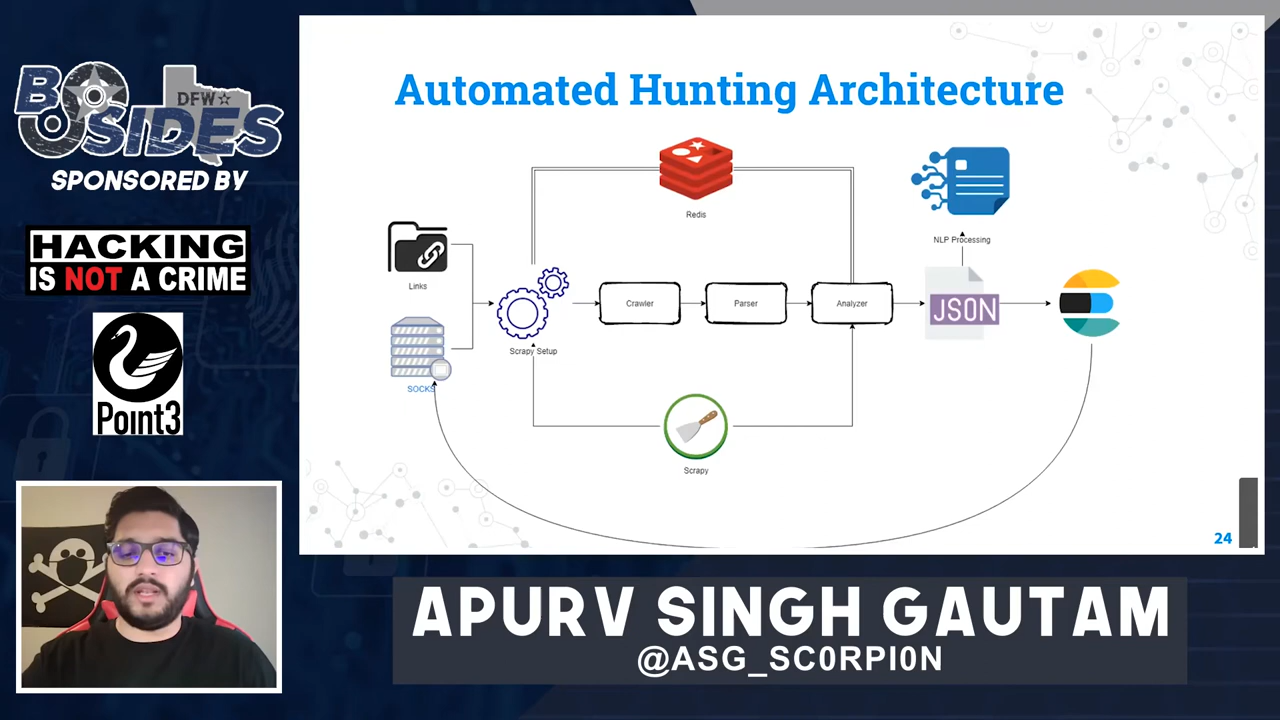 B SIDES
DFW
SPONSORED BY
HACKING
IS NOT A CRIME
Point3
Automated Hunting Architecture
Redis
NLP Processing
Links
Crawler
Parser
Analyzer
JSON
Scrapy Setup
SOCKS
Scrapy
24
APURV SINGH GAUTAM
@ASG_SC0RPI0N